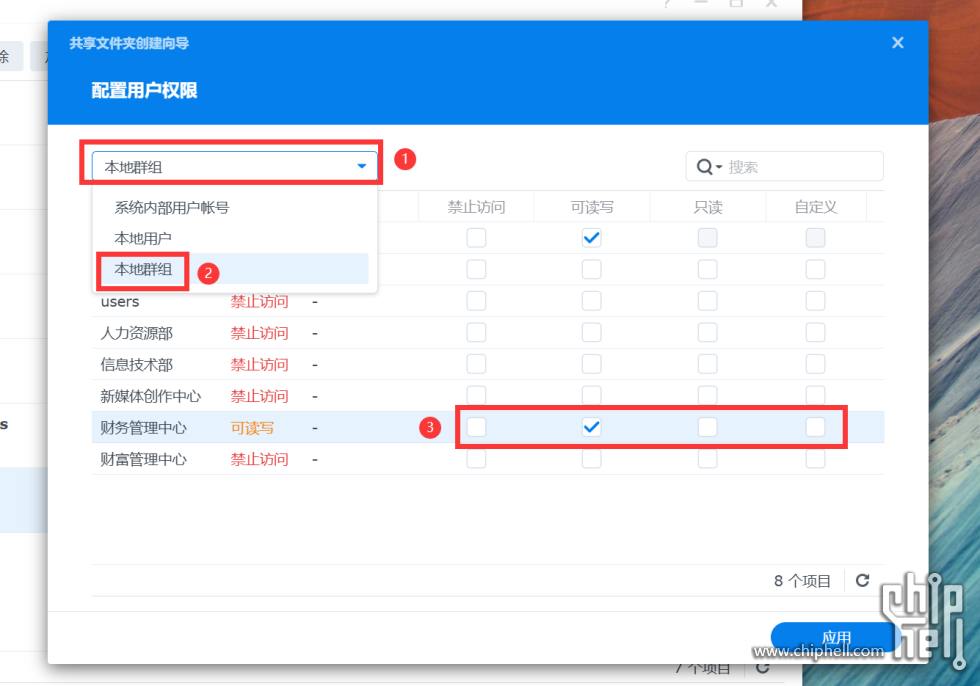 除
共享文件夹创建向导
配置用户权限
本地群组
1
搜索
系统内部用户帐号
禁止访问 可读写 只读 自定义
本地用户
本地群组
2
users 禁止访问 -
人力资源部 禁止访问 -
信息技术部 禁止访问 -
新媒体创作中心 禁止访问 -
s
财务管理中心 可读写 -
3
财富管理中心 禁止访问 -
8 个项目
应用
7 个项目
chip
hell
www.chiphell.com